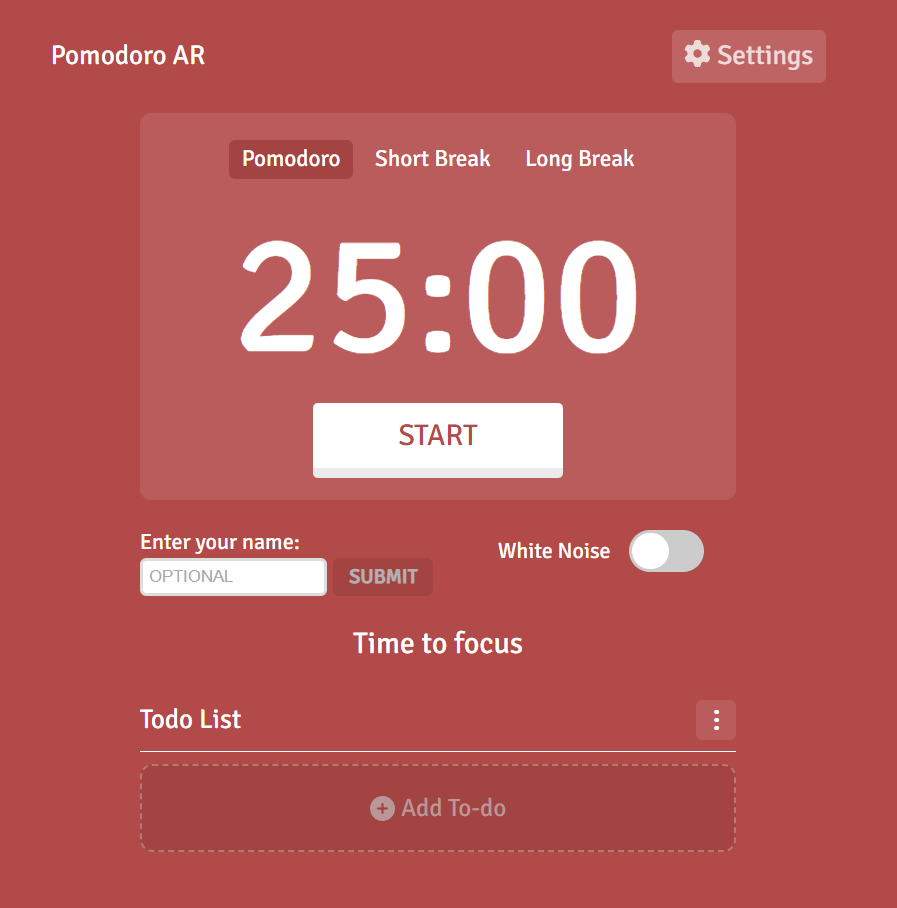 Pomodoro AR
Settings
Pomodoro Short Break Long Break
25:00
START
Enter your name:
White Noise
OPTIONAL
SUBMIT
Time to focus
Todo List
Add To-do